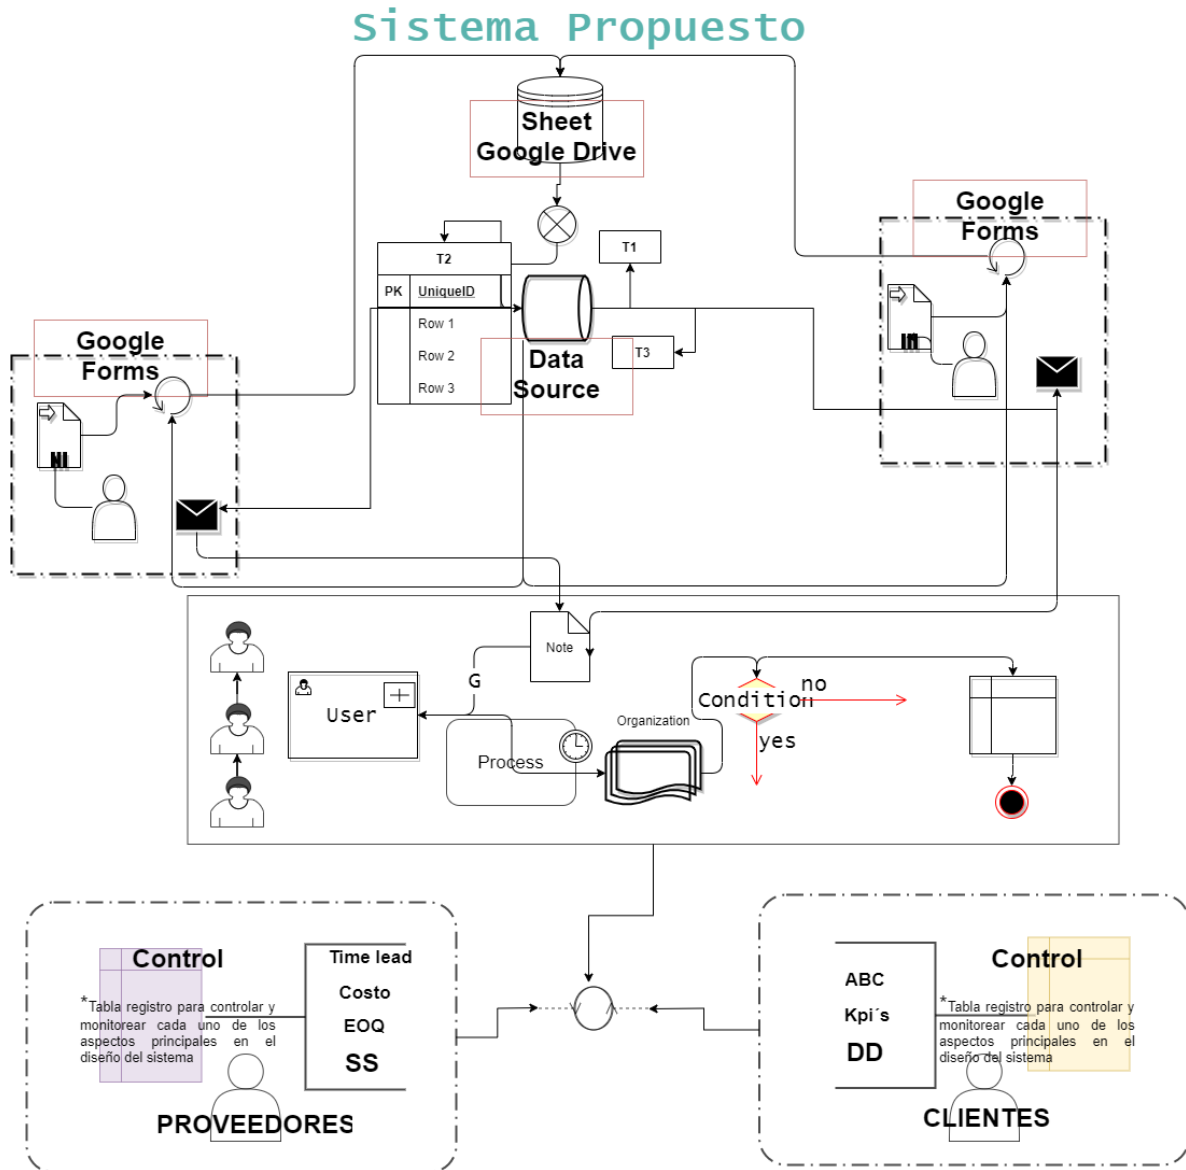 Sistema Propuesto
Sheet
Google Drive
Google
Forms
T1
T2
PK
UniqueID
Row 1
Row 2
Row 3
T3
Data
Source
IN
Google
Forms
Note
G
User
Process
Organization
Condition
no
yes
Control
*Tabla registro para controlar y
monitorear cada uno de los
aspectos principales en el
diseño del sistema
Time lead
Costo
EOQ
SS
PROVEEDORES
ABC
Kpi´s
DD
Control
*Tabla registro para controlar y
monitorear cada uno de los
aspectos principales en el
diseño del sistema
CLIENTES